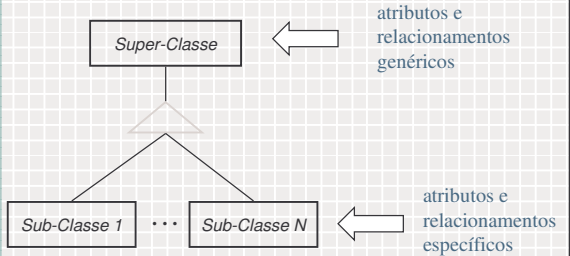 Super-Classe
atributos e
relacionamentos
genéricos
Sub-Classe 1 ... Sub-Classe N
atributos e
relacionamentos
específicos